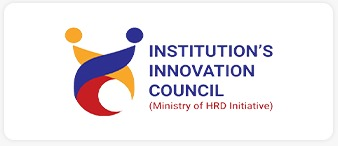 INSTITUTION'S
INNOVATION
COUNCIL
(Ministry of HRD Initiative)